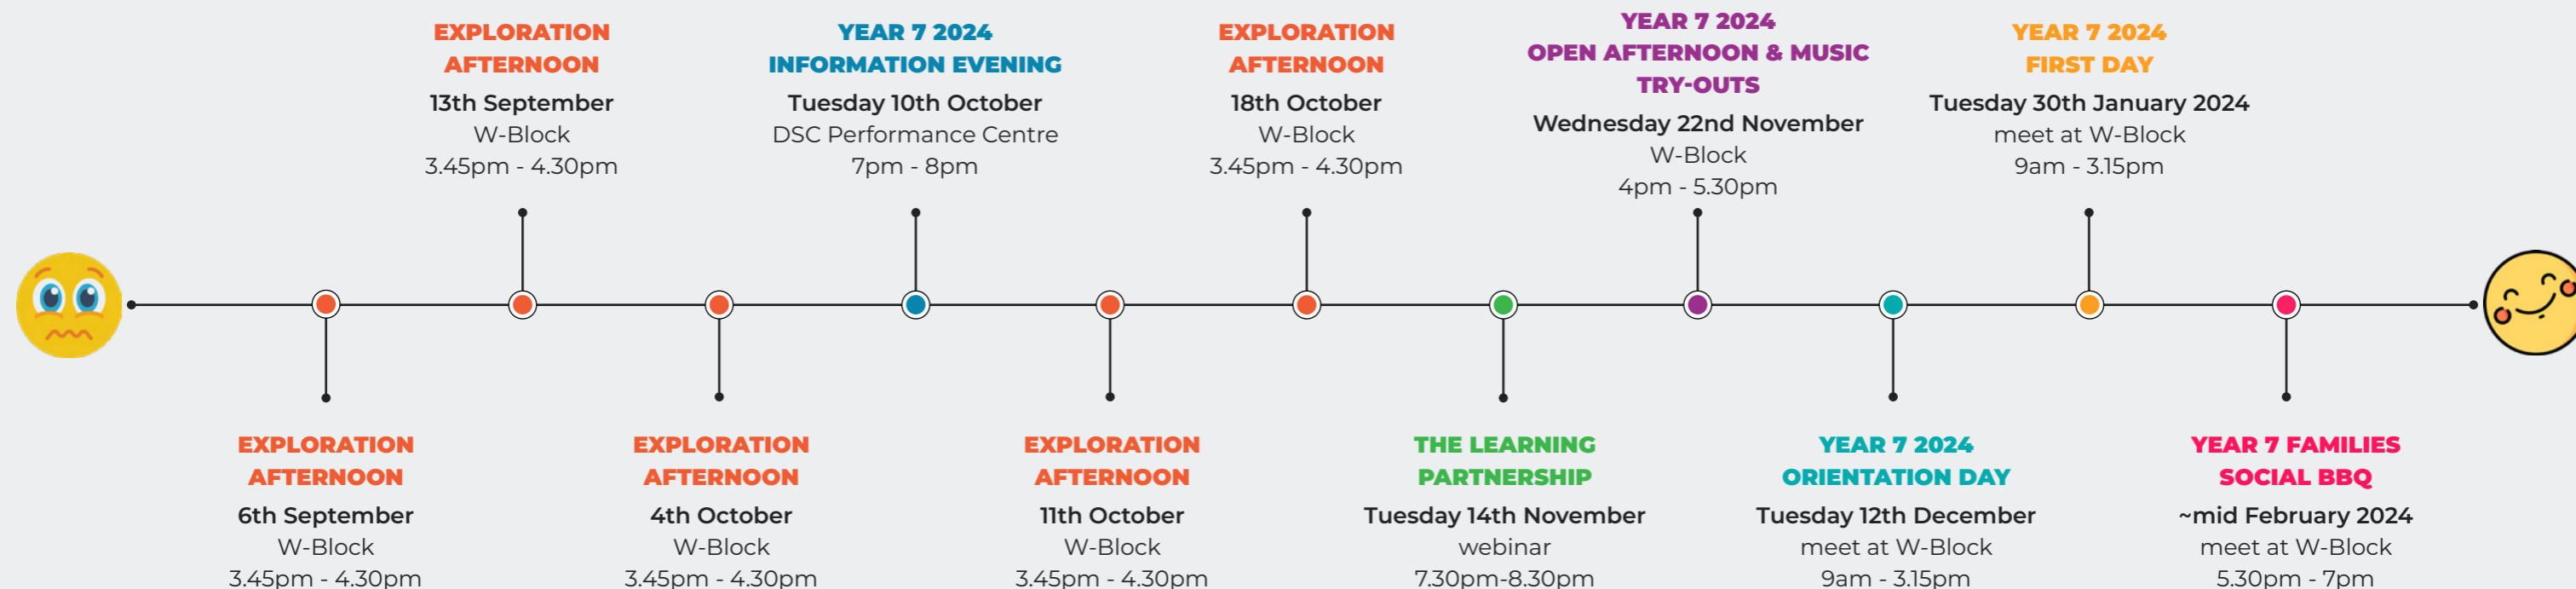 EXPLORATION
AFTERNOON
13th September
W-Block
3.45pm - 4.30pm
YEAR 7 2024
INFORMATION EVENING
Tuesday 10th October
DSC Performance Centre
7pm - 8pm
EXPLORATION
AFTERNOON
18th October
W-Block
3.45pm - 4.30pm
YEAR 7 2024
OPEN AFTERNOON & MUSIC
TRY-OUTS
Wednesday 22nd November
W-Block
4pm - 5.30pm
YEAR 7 2024
FIRST DAY
Tuesday 30th January 2024
meet at W-Block
9am - 3.15pm
EXPLORATION
AFTERNOON
6th September
W-Block
3.45pm - 4.30pm
EXPLORATION
AFTERNOON
4th October
W-Block
3.45pm - 4.30pm
EXPLORATION
AFTERNOON
11th October
W-Block
3.45pm - 4.30pm
THE LEARNING
PARTNERSHIP
Tuesday 14th November
webinar
7.30pm-8.30pm
YEAR 7 2024
ORIENTATION DAY
Tuesday 12th December
meet at W-Block
9am - 3.15pm
YEAR 7 FAMILIES
SOCIAL BBQ
~mid February 2024
meet at W-Block
5.30pm - 7pm